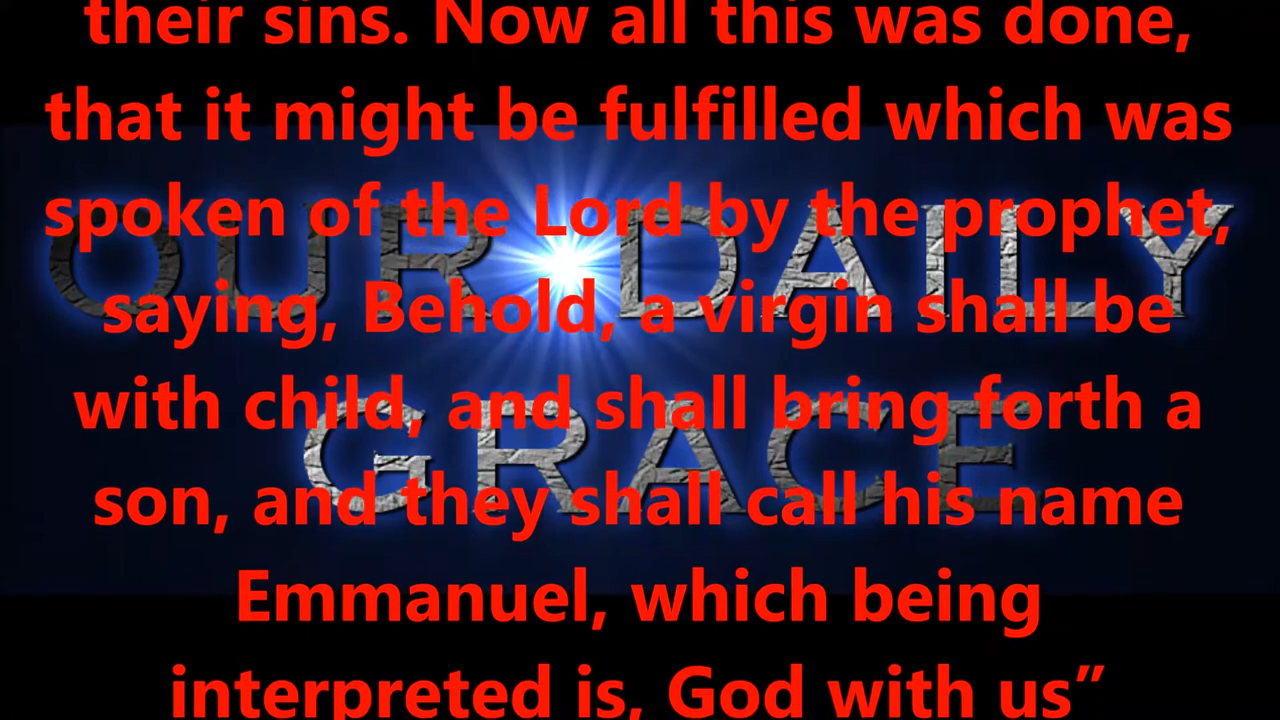 their sins. Now all this was done,
that it might be fulfilled which was
spoken of the Lord by the prophet,
saying, Behold, a virgin shall be
with child, and shall bring forth a
son, and they shall call his name
Emmanuel, which being
interpreted is, God with us”
OUR DAILY
GRACE